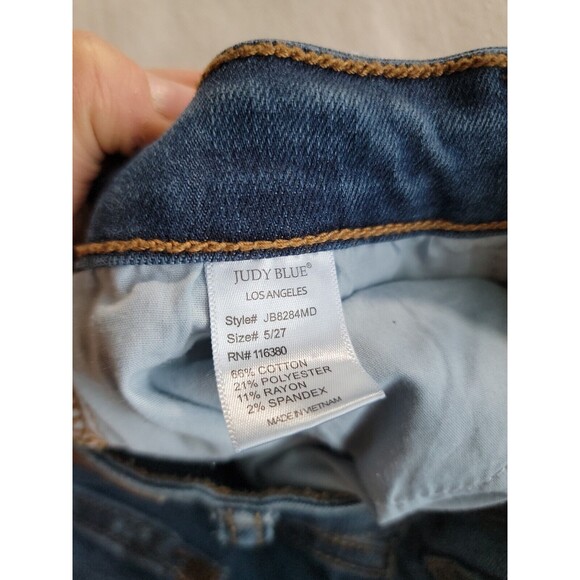 JUDY BLUE®
LOS ANGELES
Style# JB8284MD
Size# 5/27
RN# 116380
66% COTTON
21% POLYESTER
11% RAYON
2% SPANDEX
MADE IN VIETNAM